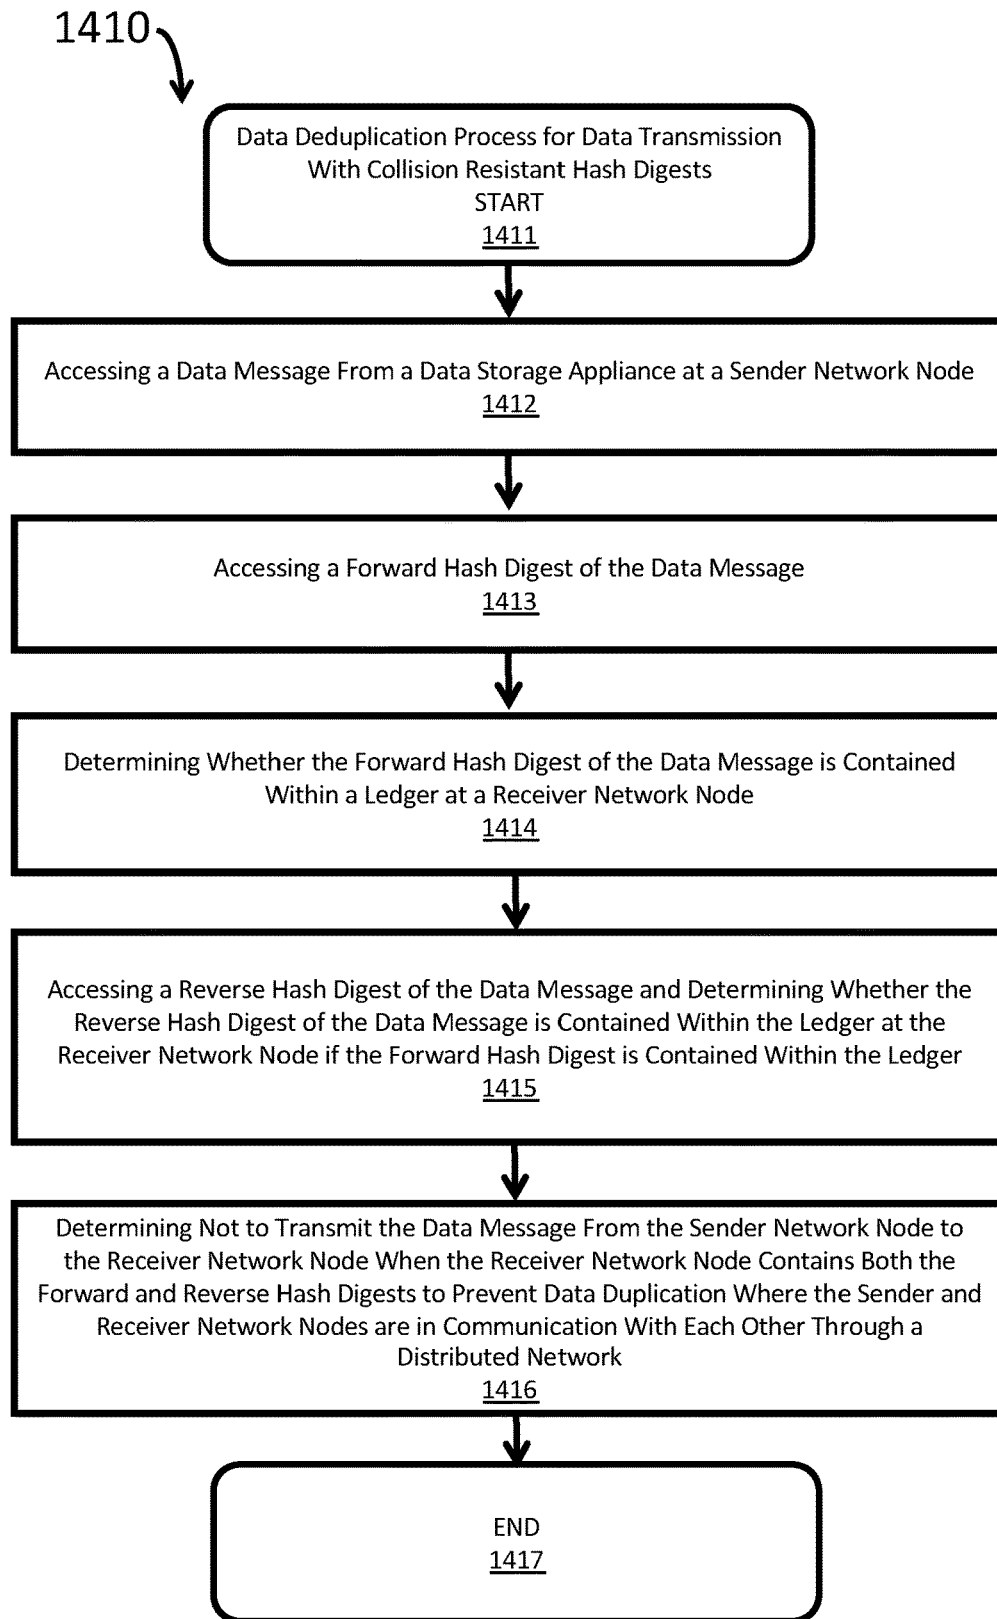 1410
Data Deduplication Process for Data Transmission
With Collision Resistant Hash Digests
START
1411
Accessing a Data Message From a Data Storage Appliance at a Sender Network Node
1412
Accessing a Forward Hash Digest of the Data Message
1413
Determining Whether the Forward Hash Digest of the Data Message is Contained
Within a Ledger at a Receiver Network Node
1414
Accessing a Reverse Hash Digest of the Data Message and Determining Whether the
Reverse Hash Digest of the Data Message is Contained Within the Ledger at the
Receiver Network Node if the Forward Hash Digest is Contained Within the Ledger
1415
Determining Not to Transmit the Data Message From the Sender Network Node to
the Receiver Network Node When the Receiver Network Node Contains Both the
Forward and Reverse Hash Digests to Prevent Data Duplication Where the Sender and
Receiver Network Nodes are in Communication With Each Other Through a
Distributed Network
1416
END
1417